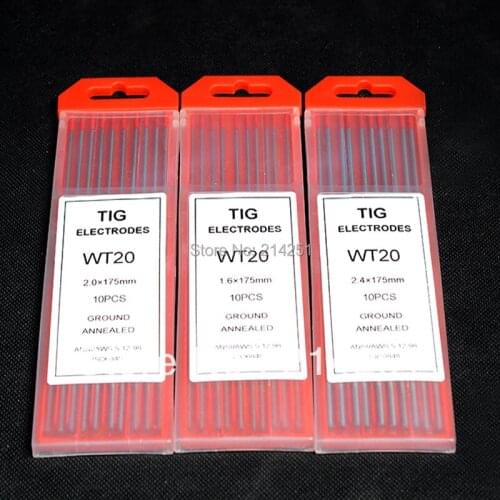 TIG
ELECTRODES
WT20
2.0×175mm
10PCS
GROUND
ANNEALED
TIG
ELECTRODES
WT20
1.6×175mm
10PCS
GROUND
ANNEALED
TIG
ELECTRODES
WT20
2.4×175mm
10PCS
GROUND
ANNEALED
Store No.: 214251